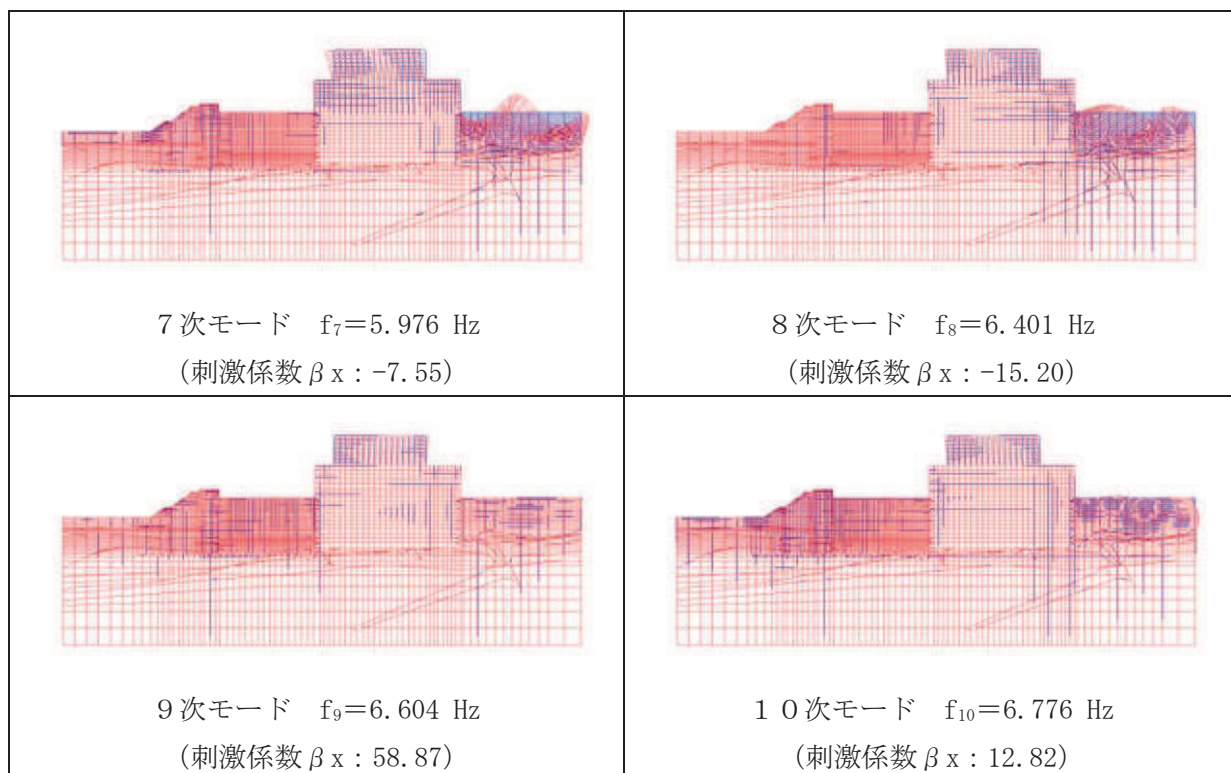 7次モード f₇=5.976 Hz
(刺激係数βx:-7.55)
8次モード f₈=6.401 Hz
(刺激係数βx:-15.20)
9次モード f₉=6.604 Hz
(刺激係数βx:58.87)
10次モード f₁₀=6.776 Hz
(刺激係数βx:12.82)